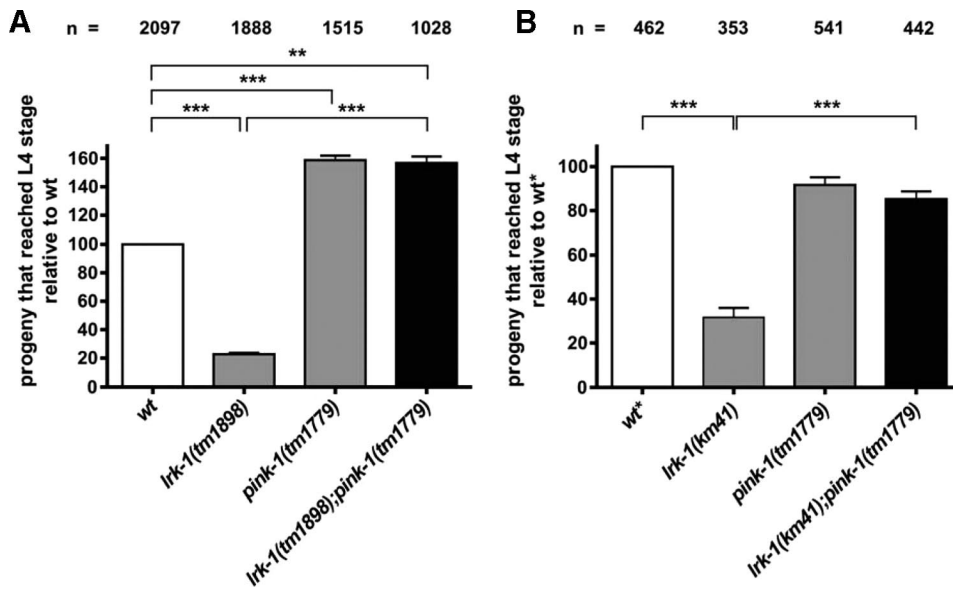 A
n = 2097 1888 1515 1028
**
***
*** ***
progeny that reached L4 stage
relative to wt
160
140
120
100
80
60
40
20
0
wt
lrk-1(tm1898)
pink-1(tm1779)
lrk-1(tm1898);pink-1(tm1779)
B
n = 462 353 541 442
*** ***
progeny that reached L4 stage
relative to wt*
100
80
60
40
20
0
wt*
lrk-1(km41)
pink-1(tm1779)
lrk-1(km41);pink-1(tm1779)